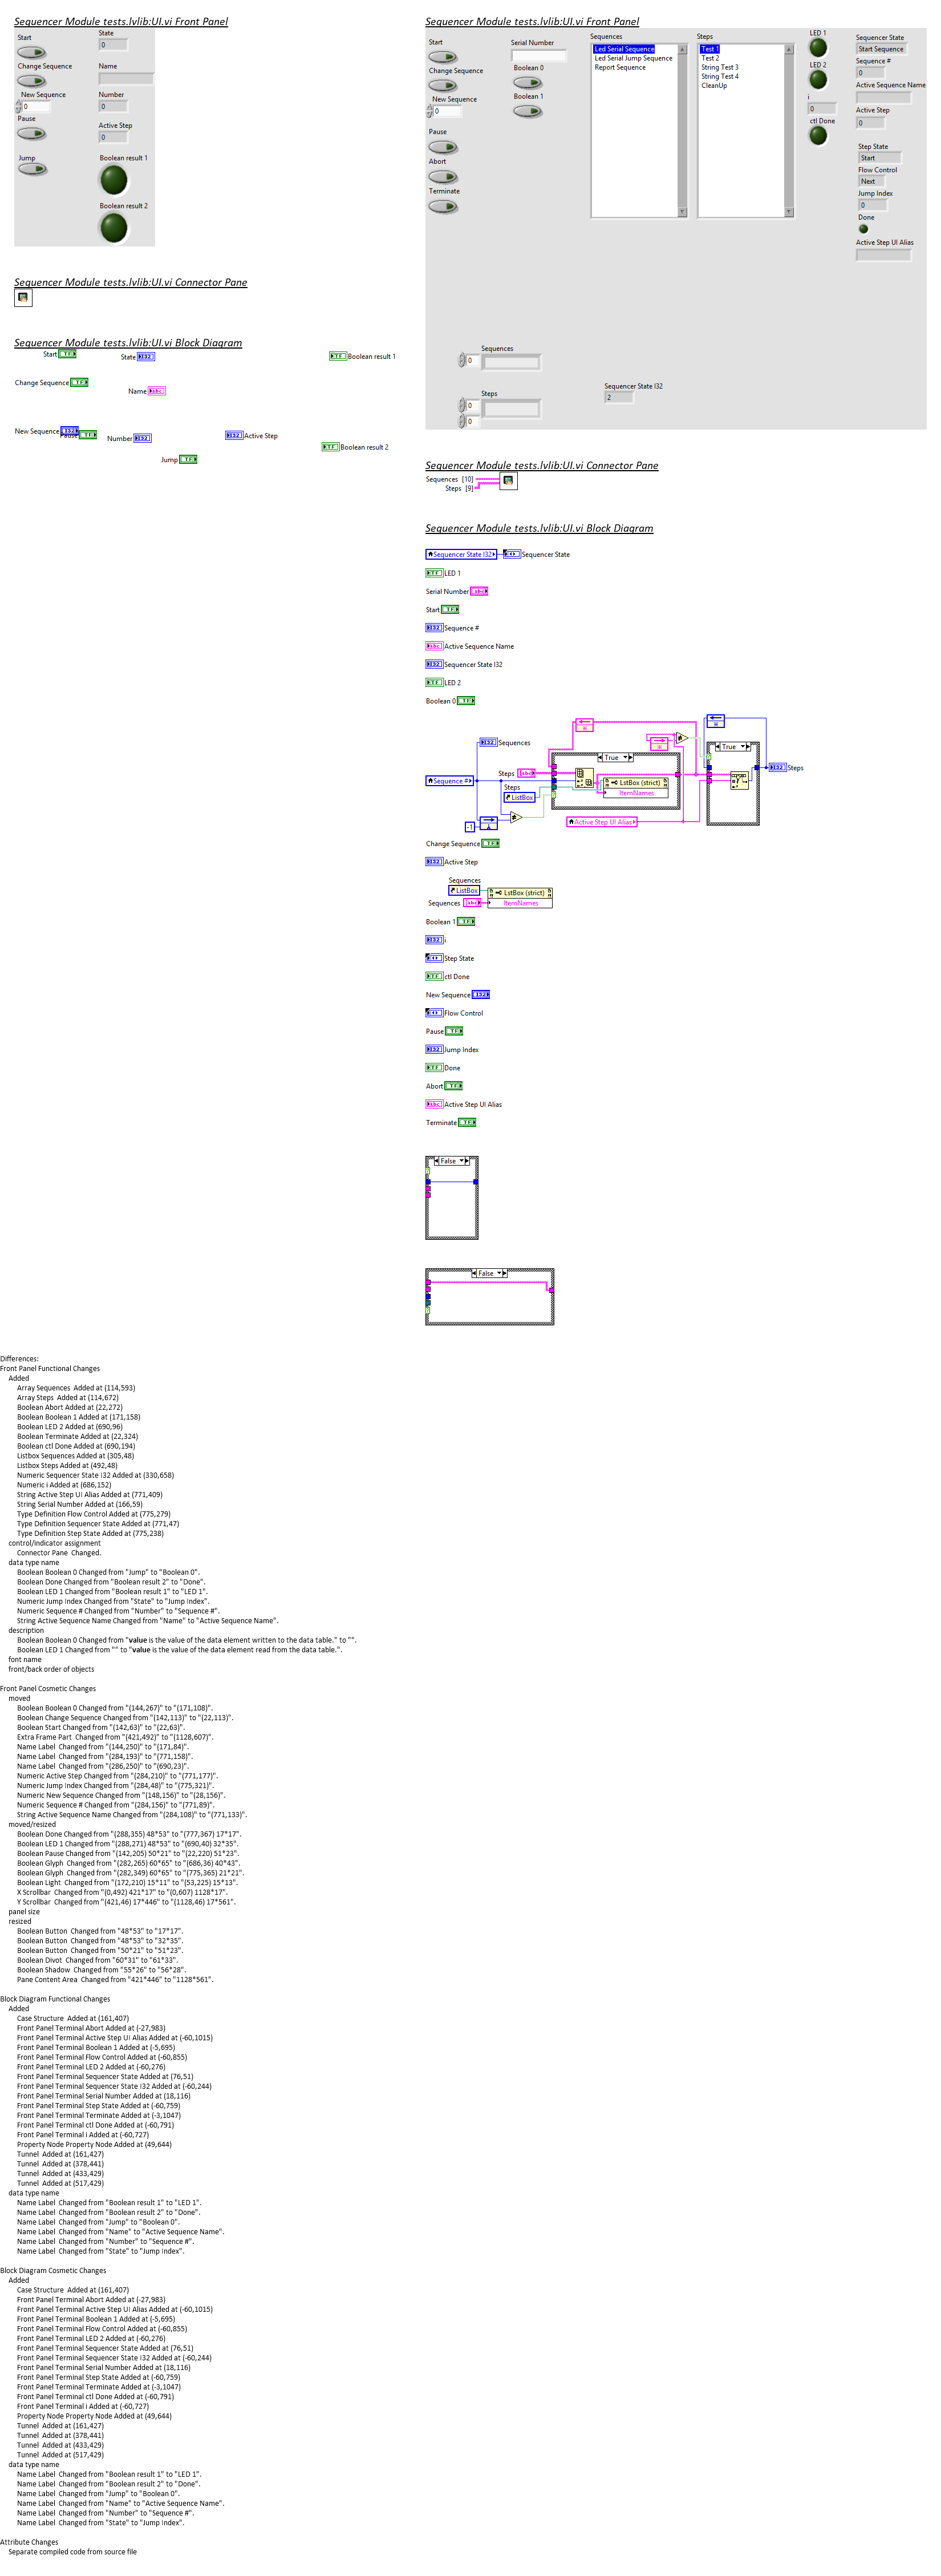 Sequencer Module tests.lvlib:UI.vi Front Panel
Start
State
0
Change Sequence
Name
New Sequence
0
Number
0
Pause
Active Step
0
Jump
Boolean result 1
Boolean result 2
Sequencer Module tests.lvlib:UI.vi Connector Pane
Sequencer Module tests.lvlib:UI.vi Block Diagram
Start
State
Boolean result 1
Change Sequence
Name
New Sequence
Pause
Number
Active Step
Boolean result 2
Jump
Sequencer Module tests.lvlib:UI.vi Front Panel
Start
Serial Number
Sequences
Steps
LED 1
Sequencer State
Start Sequence
Change Sequence
Boolean 0
Led Serial Sequence
Led Serial Jump Sequence
Report Sequence
Test 1
Test 2
String Test 3
String Test 4
CleanUp
LED 2
Sequence #
0
New Sequence
0
Boolean 1
i
0
Active Sequence Name
ctl Done
Active Step
0
Pause
Abort
Terminate
Step State
Start
Flow Control
Next
Jump Index
0
Done
Active Step UI Alias
Sequences
0
Steps
0
0
Sequencer State I32
2
Sequencer Module tests.lvlib:UI.vi Connector Pane
Sequences [10]
Steps [9]
Sequencer Module tests.lvlib:UI.vi Block Diagram
Sequencer State I32
Sequencer State
LED 1
Serial Number
Start
Sequence #
Active Sequence Name
Sequencer State I32
LED 2
Boolean 0
Sequences
True
True
Steps
Sequence #
Steps
ListBox
LstBox (strict)
ItemNames
Steps
-1
Active Step UI Alias
Change Sequence
Active Step
Sequences
ListBox
LstBox (strict)
Sequences
ItemNames
Boolean 1
i
Step State
ctl Done
New Sequence
Flow Control
Pause
Jump Index
Done
Abort
Active Step UI Alias
Terminate
False
False
Differences:
Front Panel Functional Changes
Added
Array Sequences Added at (114,593)
Array Steps Added at (114,672)
Boolean Abort Added at (22,272)
Boolean Boolean 1 Added at (171,158)
Boolean LED 2 Added at (690,96)
Boolean Terminate Added at (22,324)
Boolean ctl Done Added at (690,194)
Listbox Sequences Added at (305,48)
Listbox Steps Added at (492,48)
Numeric Sequencer State I32 Added at (330,658)
Numeric i Added at (686,152)
String Active Step UI Alias Added at (771,409)
String Serial Number Added at (166,59)
Type Definition Flow Control Added at (775,279)
Type Definition Sequencer State Added at (771,47)
Type Definition Step State Added at (775,238)
control/indicator assignment
Connector Pane Changed.
data type name
Boolean Boolean 0 Changed from "Jump" to "Boolean 0".
Boolean Done Changed from "Boolean result 2" to "Done".
Boolean LED 1 Changed from "Boolean result 1" to "LED 1".
Numeric Jump Index Changed from "State" to "Jump Index".
Numeric Sequence # Changed from "Number" to "Sequence #".
String Active Sequence Name Changed from "Name" to "Active Sequence Name".
description
Boolean Boolean 0 Changed from "value is the value of the data element written to the data table." to "".
Boolean LED 1 Changed from "" to "value is the value of the data element read from the data table.".
font name
front/back order of objects
Front Panel Cosmetic Changes
moved
Boolean Boolean 0 Changed from "(144,267)" to "(171,108)".
Boolean Change Sequence Changed from "(142,113)" to "(22,113)".
Boolean Start Changed from "(142,63)" to "(22,63)".
Extra Frame Part Changed from "(421,492)" to "(1128,607)".
Name Label Changed from "(144,250)" to "(171,84)".
Name Label Changed from "(284,193)" to "(771,158)".
Name Label Changed from "(286,250)" to "(690,23)".
Numeric Active Step Changed from "(284,210)" to "(771,177)".
Numeric Jump Index Changed from "(284,48)" to "(775,321)".
Numeric New Sequence Changed from "(148,156)" to "(28,156)".
Numeric Sequence # Changed from "(284,156)" to "(771,89)".
String Active Sequence Name Changed from "(284,108)" to "(771,133)".
moved/resized
Boolean Done Changed from "(288,355) 48*53" to "(777,367) 17*17".
Boolean LED 1 Changed from "(288,271) 48*53" to "(690,40) 32*35".
Boolean Pause Changed from "(142,205) 50*21" to "(22,220) 51*23".
Boolean Glyph Changed from "(282,265) 60*65" to "(686,36) 40*43".
Boolean Glyph Changed from "(282,349) 60*65" to "(775,365) 21*21".
Boolean Light Changed from "(172,210) 15*11" to "(53,225) 15*13".
X Scrollbar Changed from "(0,492) 421*17" to "(0,607) 1128*17".
Y Scrollbar Changed from "(421,46) 17*446" to "(1128,46) 17*561".
panel size
resized
Boolean Button Changed from "48*53" to "17*17".
Boolean Button Changed from "48*53" to "32*35".
Boolean Button Changed from "50*21" to "51*23".
Boolean Divot Changed from "60*31" to "61*33".
Boolean Shadow Changed from "55*26" to "56*28".
Pane Content Area Changed from "421*446" to "1128*561".
Block Diagram Functional Changes
Added
Case Structure Added at (161,407)
Front Panel Terminal Abort Added at (-27,983)
Front Panel Terminal Active Step UI Alias Added at (-60,1015)
Front Panel Terminal Boolean 1 Added at (-5,695)
Front Panel Terminal Flow Control Added at (-60,855)
Front Panel Terminal LED 2 Added at (-60,276)
Front Panel Terminal Sequencer State Added at (76,51)
Front Panel Terminal Sequencer State I32 Added at (-60,244)
Front Panel Terminal Serial Number Added at (18,116)
Front Panel Terminal Step State Added at (-60,759)
Front Panel Terminal Terminate Added at (-3,1047)
Front Panel Terminal ctl Done Added at (-60,791)
Front Panel Terminal i Added at (-60,727)
Property Node Property Node Added at (49,644)
Tunnel Added at (161,427)
Tunnel Added at (378,441)
Tunnel Added at (433,429)
Tunnel Added at (517,429)
data type name
Name Label Changed from "Boolean result 1" to "LED 1".
Name Label Changed from "Boolean result 2" to "Done".
Name Label Changed from "Jump" to "Boolean 0".
Name Label Changed from "Name" to "Active Sequence Name".
Name Label Changed from "Number" to "Sequence #".
Name Label Changed from "State" to "Jump Index".
Block Diagram Cosmetic Changes
Added
Case Structure Added at (161,407)
Front Panel Terminal Abort Added at (-27,983)
Front Panel Terminal Active Step UI Alias Added at (-60,1015)
Front Panel Terminal Boolean 1 Added at (-5,695)
Front Panel Terminal Flow Control Added at (-60,855)
Front Panel Terminal LED 2 Added at (-60,276)
Front Panel Terminal Sequencer State Added at (76,51)
Front Panel Terminal Sequencer State I32 Added at (-60,244)
Front Panel Terminal Serial Number Added at (18,116)
Front Panel Terminal Step State Added at (-60,759)
Front Panel Terminal Terminate Added at (-3,1047)
Front Panel Terminal ctl Done Added at (-60,791)
Front Panel Terminal i Added at (-60,727)
Property Node Property Node Added at (49,644)
Tunnel Added at (161,427)
Tunnel Added at (378,441)
Tunnel Added at (433,429)
Tunnel Added at (517,429)
data type name
Name Label Changed from "Boolean result 1" to "LED 1".
Name Label Changed from "Boolean result 2" to "Done".
Name Label Changed from "Jump" to "Boolean 0".
Name Label Changed from "Name" to "Active Sequence Name".
Name Label Changed from "Number" to "Sequence #".
Name Label Changed from "State" to "Jump Index".
Attribute Changes
Separate compiled code from source file